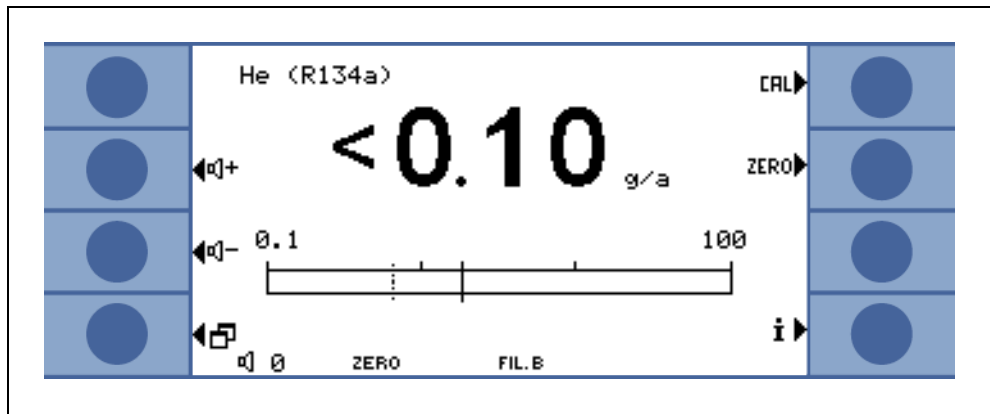 He (R134a)
CAL
<0.10 g/a
+
ZERO
-
0.1 100
i
0 ZERO FIL.B